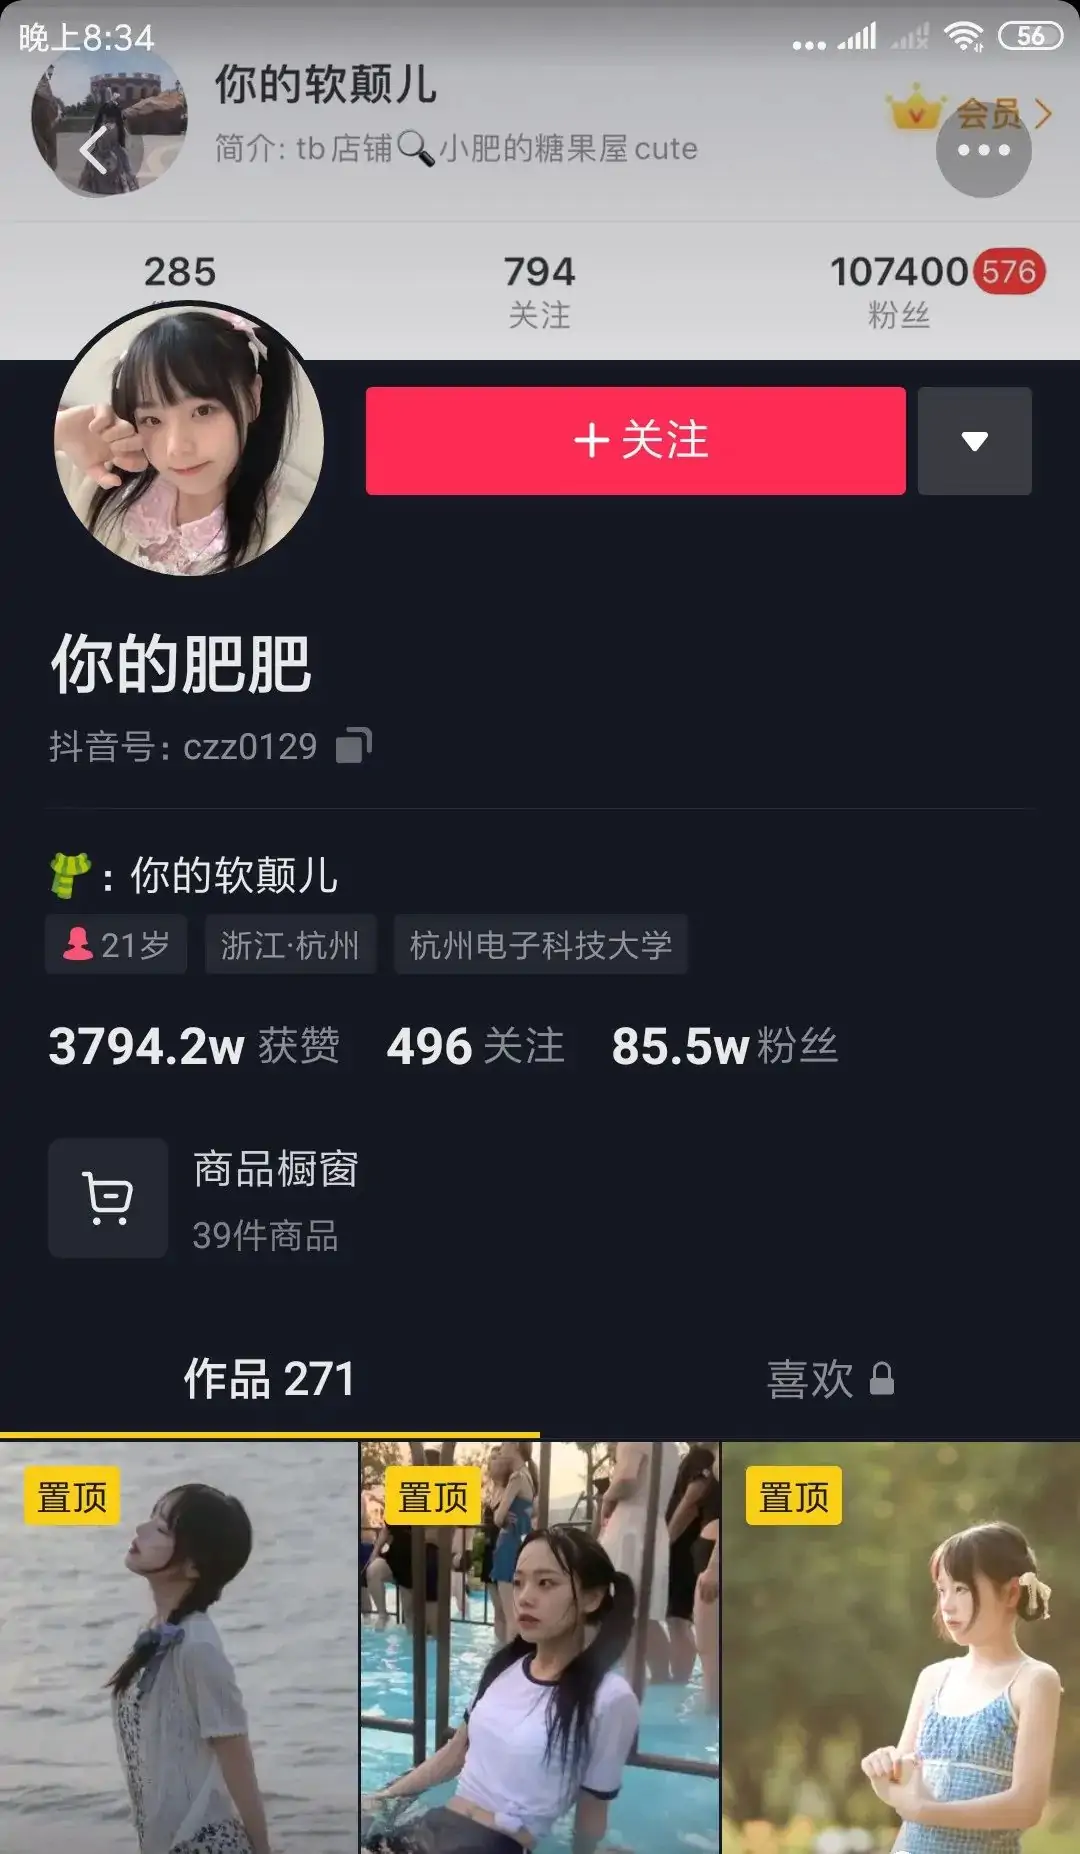 晚上8:34
56
你的软颠儿
简介: tb店铺🔍小肥的糖果屋cute
会员
285
794
107400 576
关注
粉丝
+关注
你的肥肥
抖音号: czz0129
: 你的软颠儿
21岁
浙江·杭州
杭州电子科技大学
3794.2w 获赞 496 关注 85.5w 粉丝
商品橱窗
39件商品
作品 271
喜欢
置顶
置顶
置顶